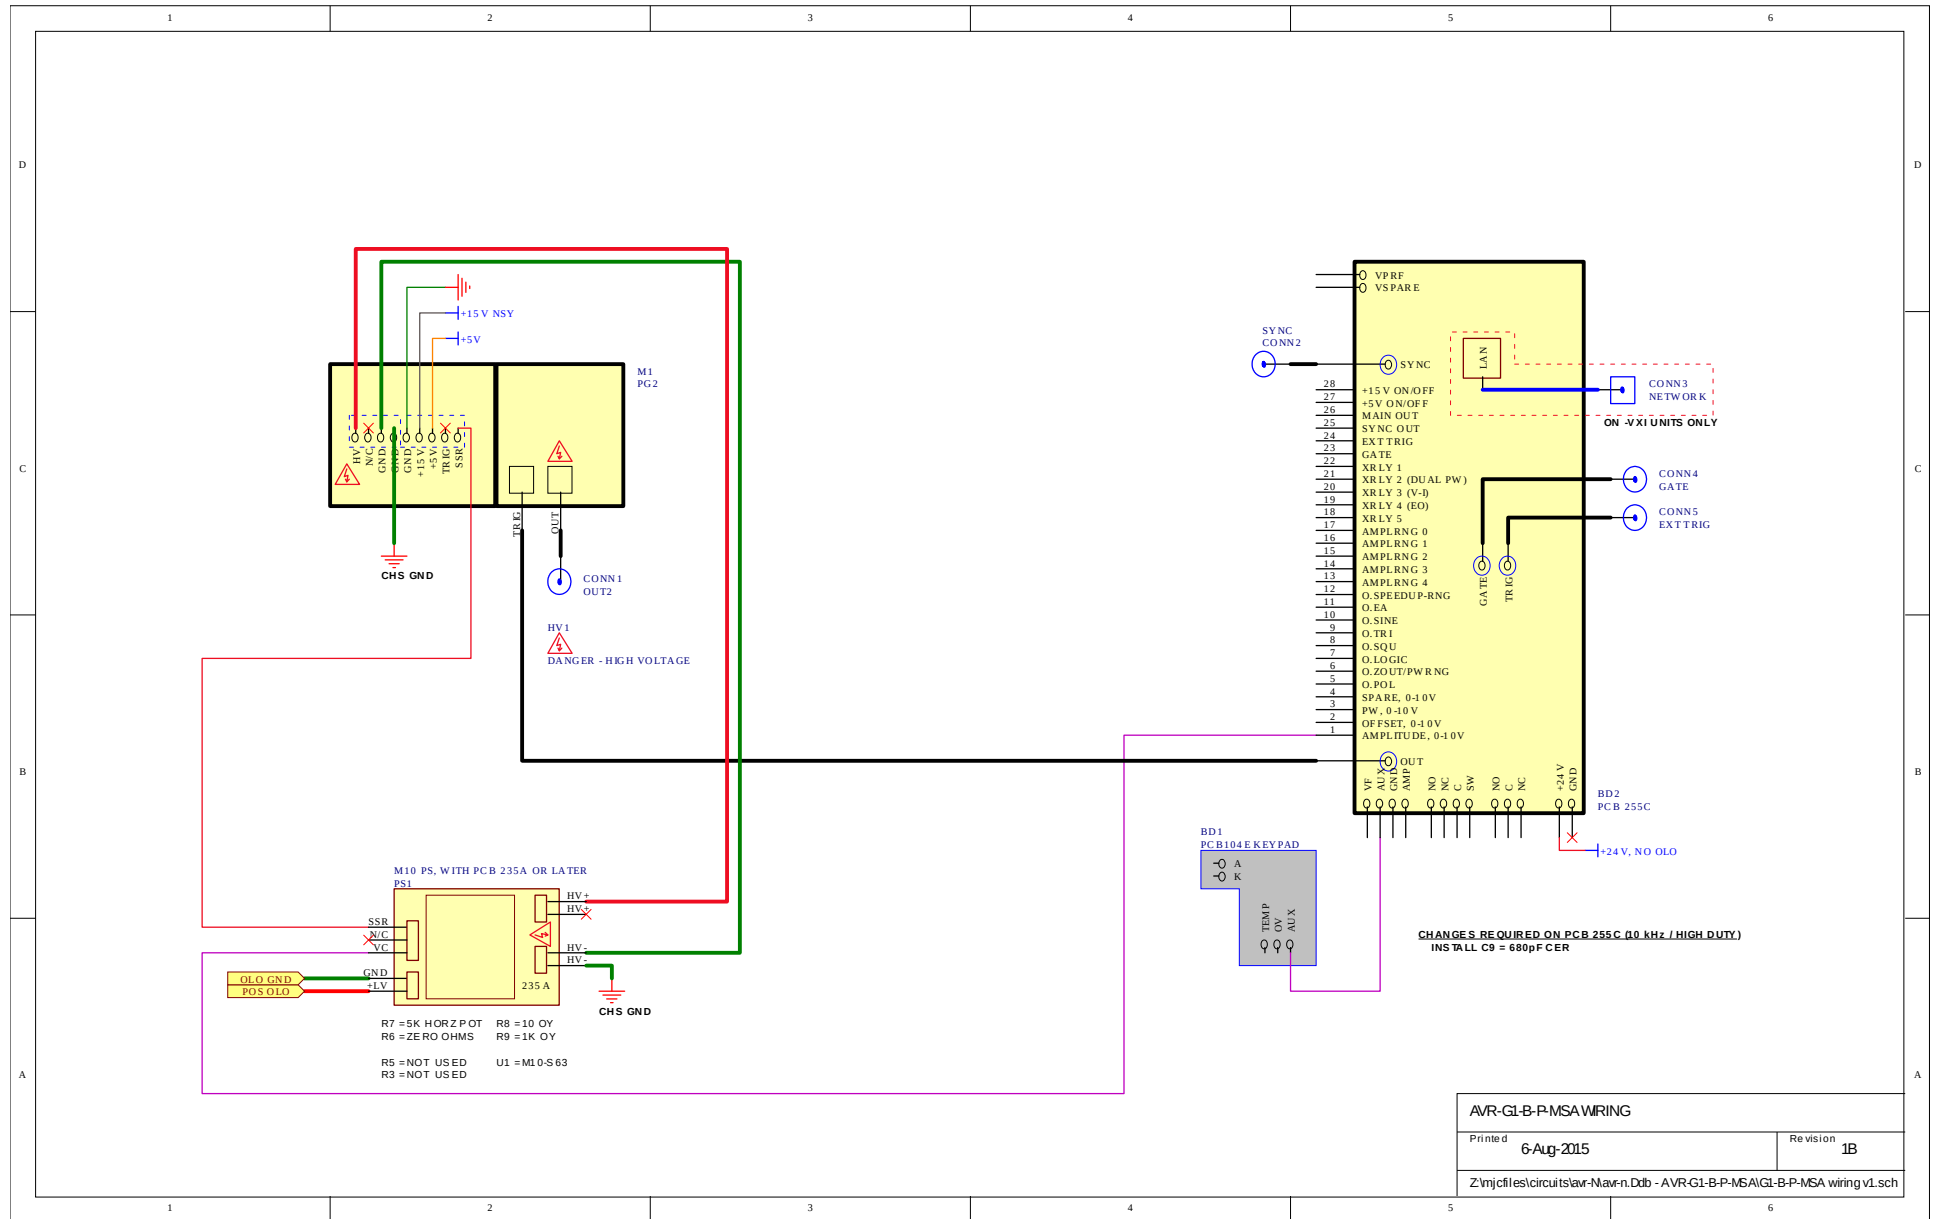 1 2 3 4 5 6
D D
C C
B B
A A
+15V NSY
+5V
M1
PG2
HV
N/C
GND
GND
GND
+15V
+5V
TRIG
SSR
TRIG
OUT
CHS GND
CONN1
OUT2
HV1
DANGER - HIGH VOLTAGE
SYNC
CONN2
VPRF
VSPARE
SYNC
LAN
CONN3
NETWORK
ON -VXI UNITS ONLY
28 +15V ON/OFF
27 +5V ON/OFF
26 MAIN OUT
25 SYNC OUT
24 EXT TRIG
23 GATE
22 XRLY 1
21 XRLY 2 (DUAL PW)
20 XRLY 3 (V-I)
19 XRLY 4 (EO)
18 XRLY 5
17 AMPLRNG 0
16 AMPLRNG 1
15 AMPLRNG 2
14 AMPLRNG 3
13 AMPLRNG 4
12 O.SPEEDUP-RNG
11 O.EA
10 O.SINE
9 O.TRI
8 O.SQU
7 O.LOGIC
6 O.ZOUT/PWRNG
5 O.POL
4 SPARE, 0-10V
3 PW, 0-10V
2 OFFSET, 0-10V
1 AMPLITUDE, 0-10V
CONN4
GATE
CONN5
EXT TRIG
GATE
TRIG
OUT
VF
AUX
GND
AMP
NO
NC
C
SW
NO
C
NC
+24V
GND
BD2
PCB 255C
+24V, NO OLO
BD1
PCB104E KEYPAD
A
K
TEMP
OV
AUX
CHANGES REQUIRED ON PCB 255C (10 kHz / HIGH DUTY)
INSTALL C9 = 680pF CER
M10 PS, WITH PCB 235A OR LATER
PS1
SSR
N/C
VC
GND
+LV
OLO GND
POS OLO
HV+
HV+
HV-
HV-
235A
CHS GND
R7 = 5K HORZ POT R8 = 10 OY
R6 = ZERO OHMS R9 = 1K OY
R5 = NOT USED U1 = M10-S63
R3 = NOT USED
AVR-G1-B-P-MSA WIRING
Printed 6-Aug-2015 Revision 1B
Z:\mjcfiles\circuits\avr-N\avr-n.Ddb - AVR-G1-B-P-MSA\G1-B-P-MSA wiring v1.sch
1 2 3 4 5 6